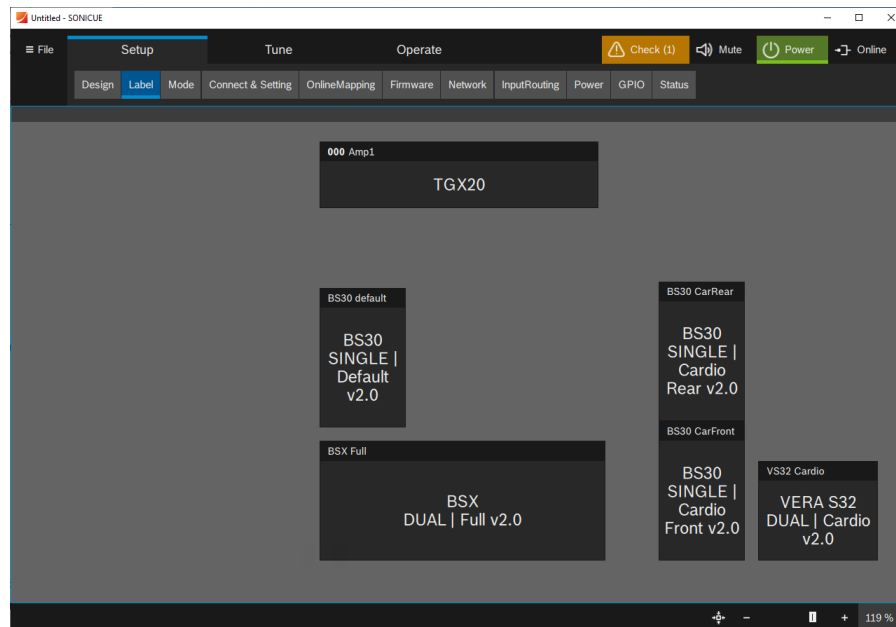 Untitled - SONICUE
File
Setup
Tune
Operate
Check (1)
Mute
Power
Online
Design
Label
Mode
Connect & Setting
OnlineMapping
Firmware
Network
InputRouting
Power
GPIO
Status
000 Amp1
TGX20
BS30 default
BS30
SINGLE |
Default
v2.0
BS30 CarRear
BS30
SINGLE |
Cardio
Rear v2.0
BSX Full
BSX
DUAL | Full v2.0
BS30 CarFront
BS30
SINGLE |
Cardio
Front v2.0
VS32 Cardio
VERA S32
DUAL | Cardio
v2.0
119 %